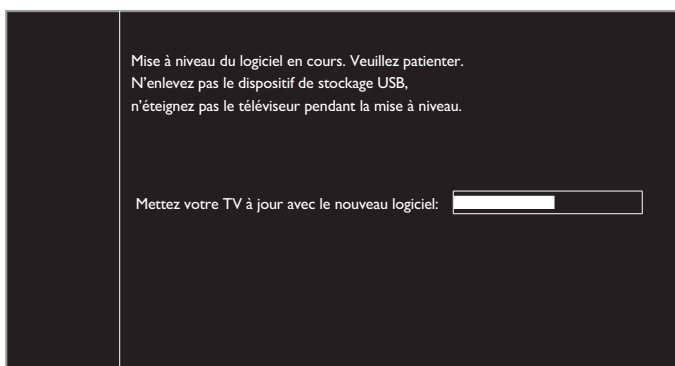 Mise à niveau du logiciel en cours. Veuillez patienter.
N’enlevez pas le dispositif de stockage USB,
n’éteignez pas le téléviseur pendant la mise à niveau.
Mettez votre TV à jour avec le nouveau logiciel: